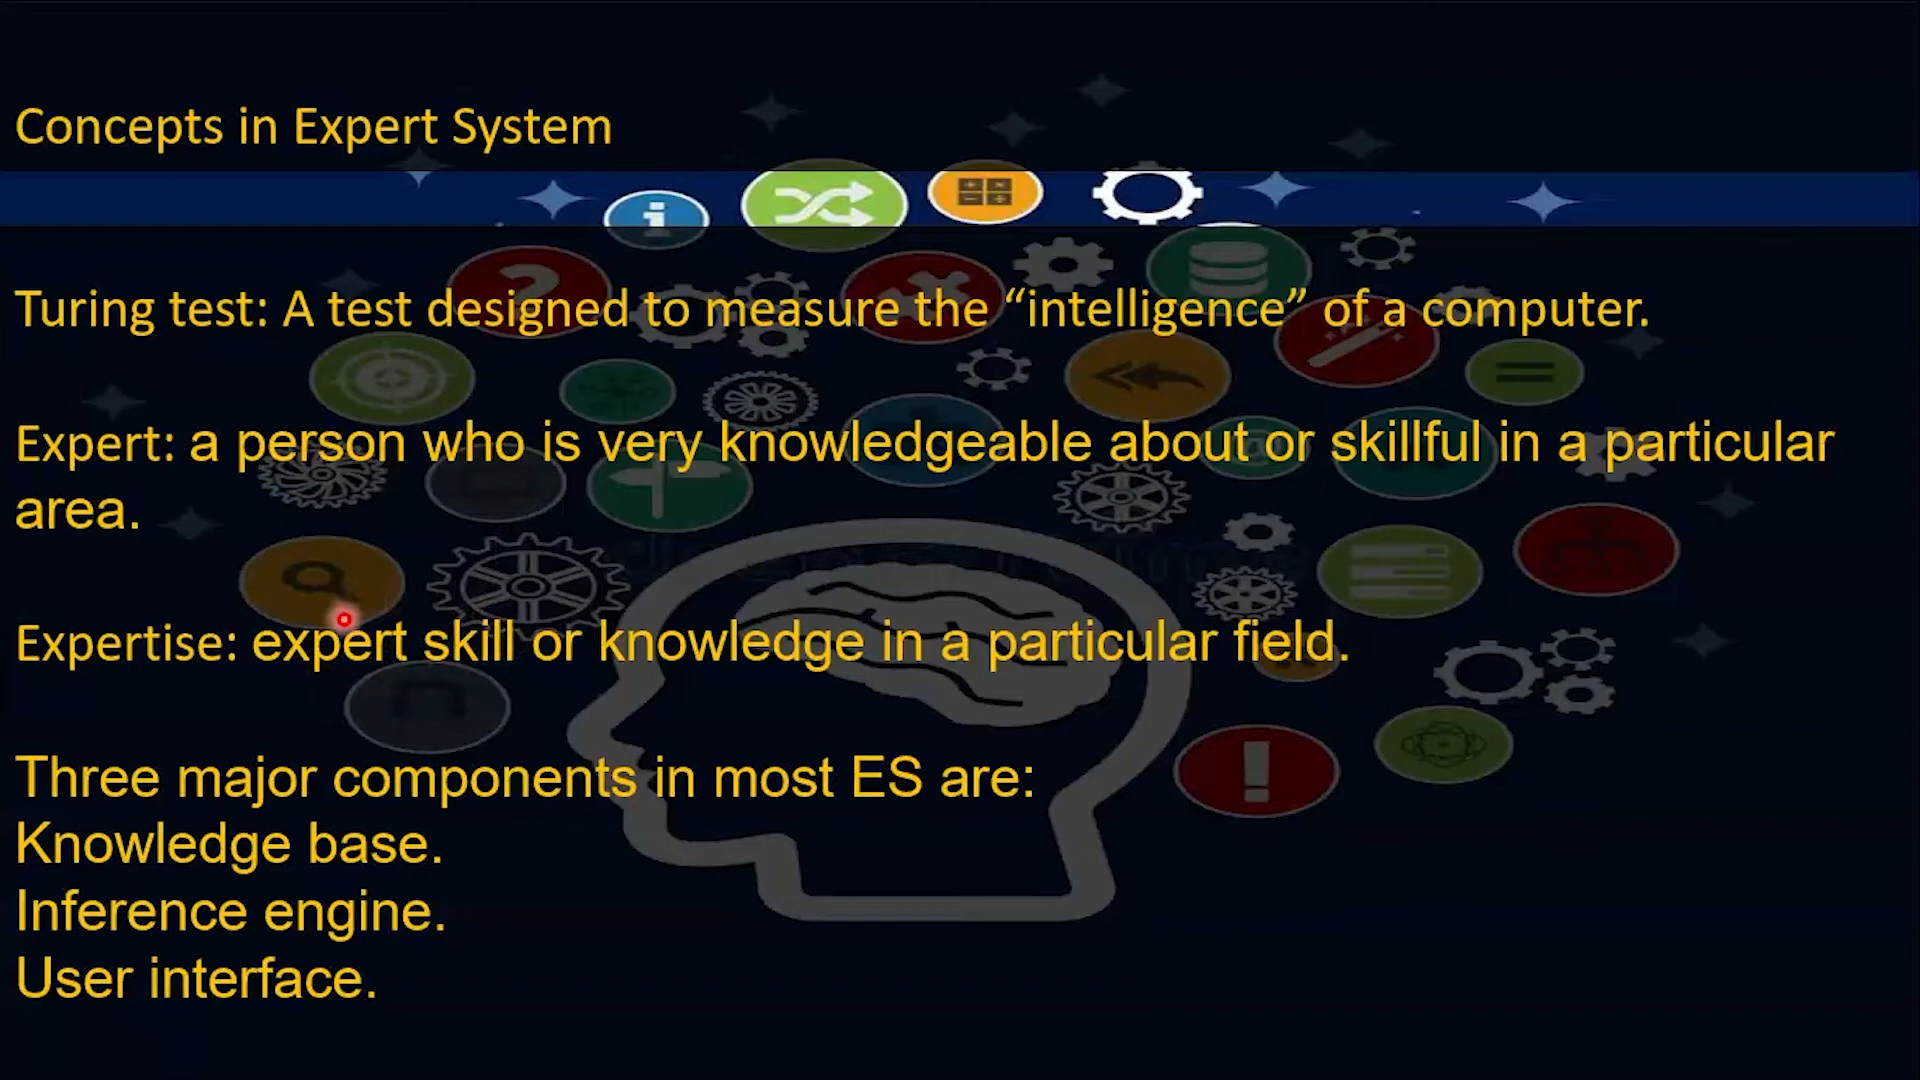 Concepts in Expert System
Turing test: A test designed to measure the “intelligence” of a computer.
Expert: a person who is very knowledgeable about or skillful in a particular
area.
Expertise: expert skill or knowledge in a particular field.
Three major components in most ES are:
Knowledge base.
Inference engine.
User interface.